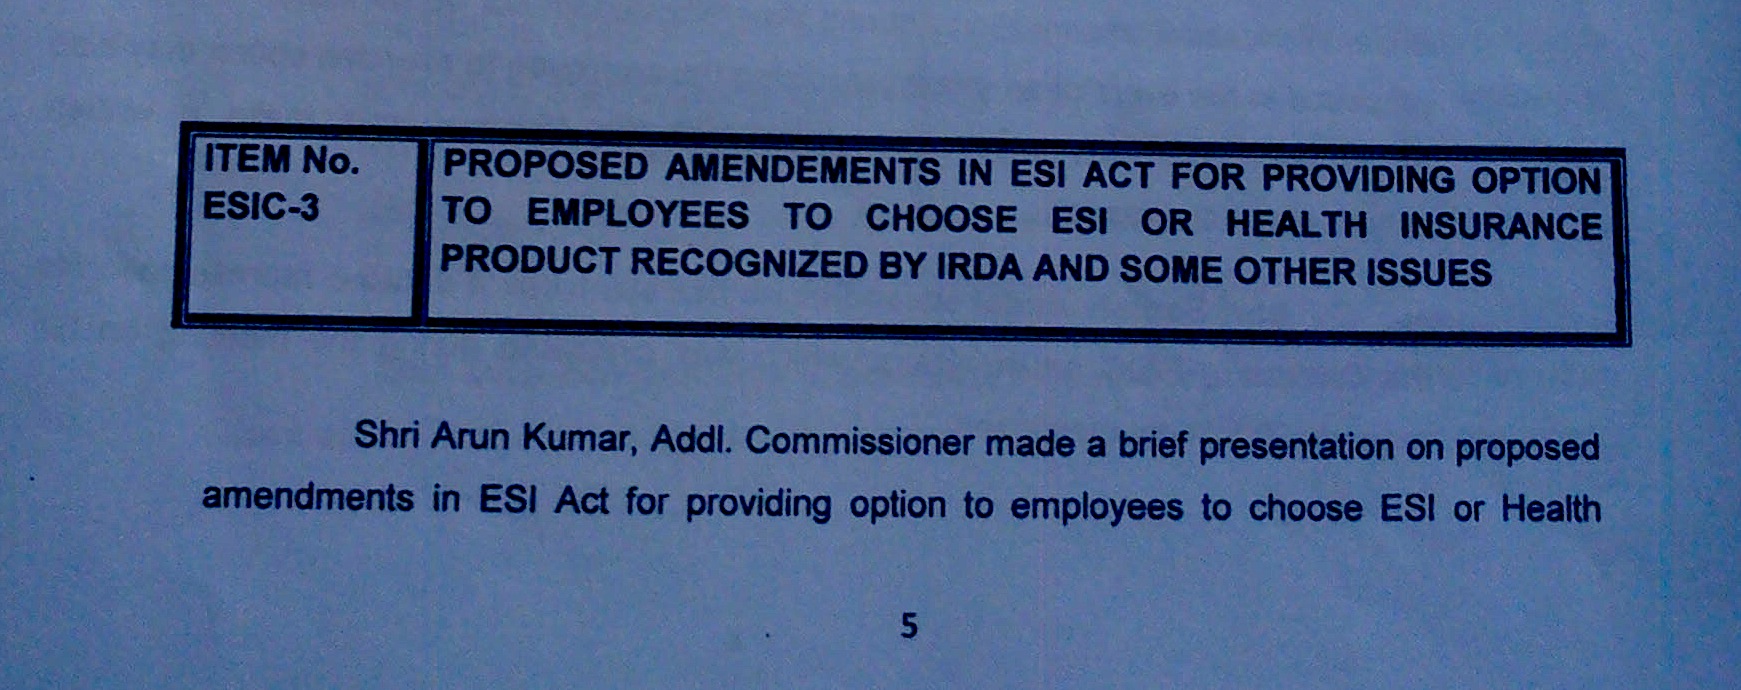 ITEM No.
ESIC-3
PROPOSED AMENDEMENTS IN ESI ACT FOR PROVIDING OPTION
TO EMPLOYEES TO CHOOSE ESI OR HEALTH INSURANCE
PRODUCT RECOGNIZED BY IRDA AND SOME OTHER ISSUES
Shri Arun Kumar, Addl. Commissioner made a brief presentation on proposed
amendments in ESI Act for providing option to employees to choose ESI or Health
5